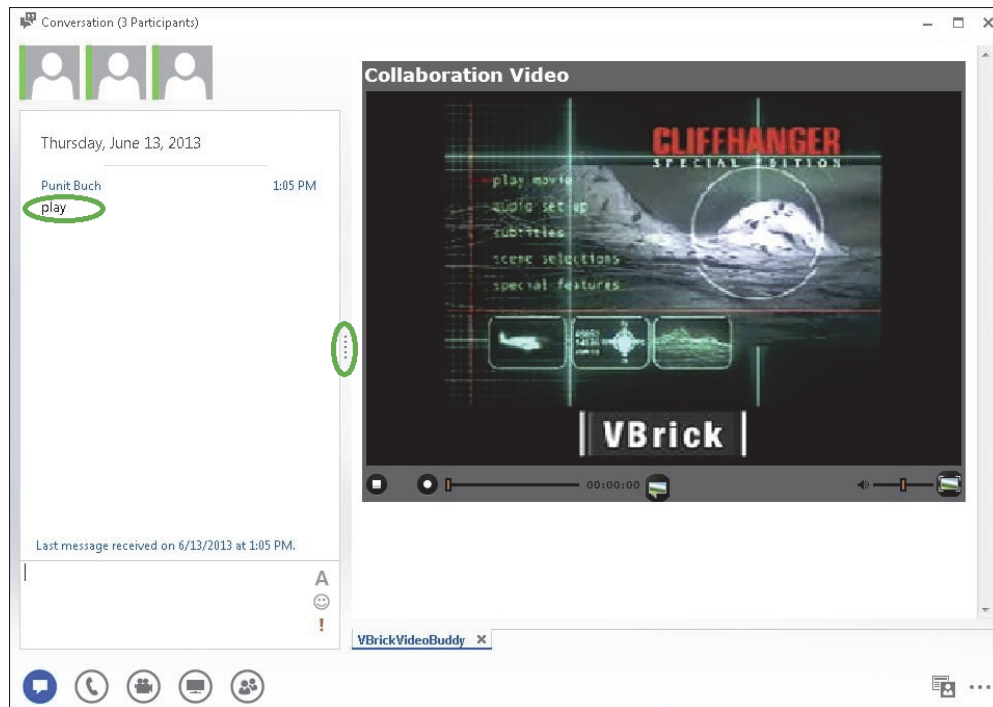 Conversation (3 Participants)
Thursday, June 13, 2013
Punit Buch 1:05 PM
play
Last message received on 6/13/2013 at 1:05 PM.
A
!
Collaboration Video
CLIFFHANGER
SPECIAL EDITION
play movie
audio set up
subtitles
scene selections
special features
VBrick
00:00:00
VBrickVideoBuddy